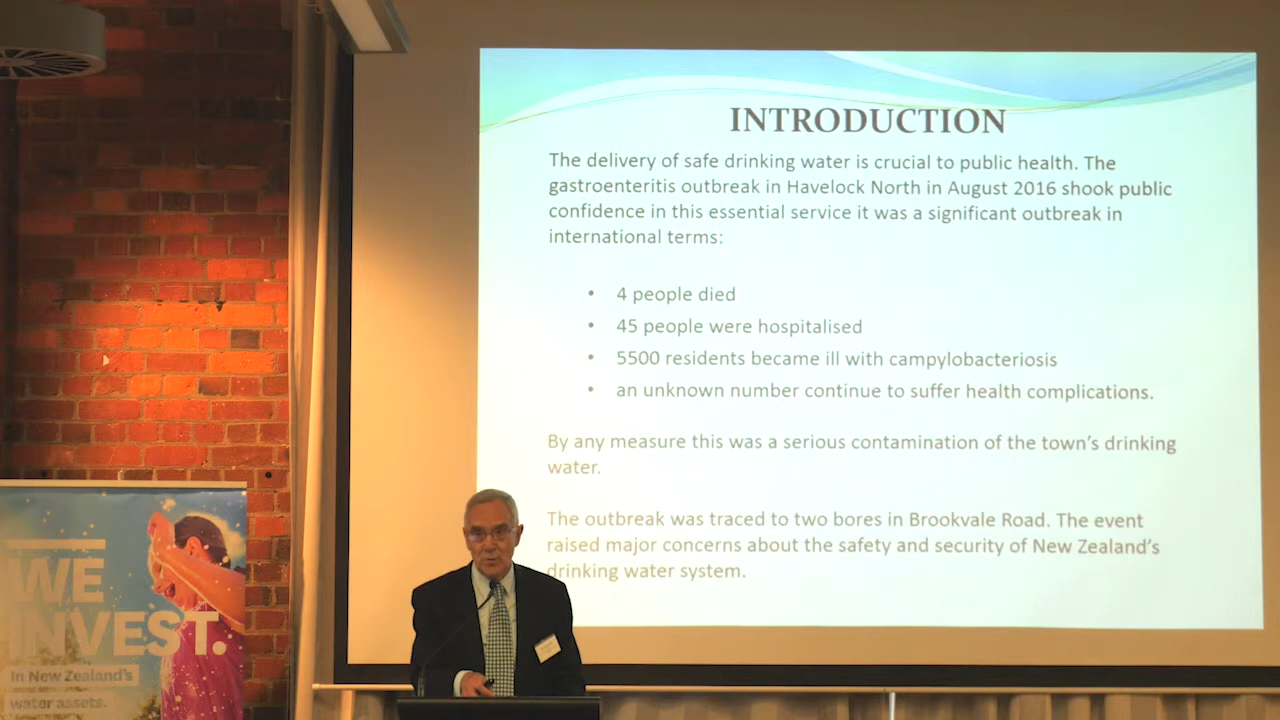 INTRODUCTION
The delivery of safe drinking water is crucial to public health. The
gastroenteritis outbreak in Havelock North in August 2016 shook public
confidence in this essential service it was a significant outbreak in
international terms:
• 4 people died
• 45 people were hospitalised
• 5500 residents became ill with campylobacteriosis
• an unknown number continue to suffer health complications.
By any measure this was a serious contamination of the town's drinking
water.
The outbreak was traced to two bores in Brookvale Road. The event
raised major concerns about the safety and security of New Zealand's
drinking water system.
WE
INVEST.
In New Zealand's
water assets.